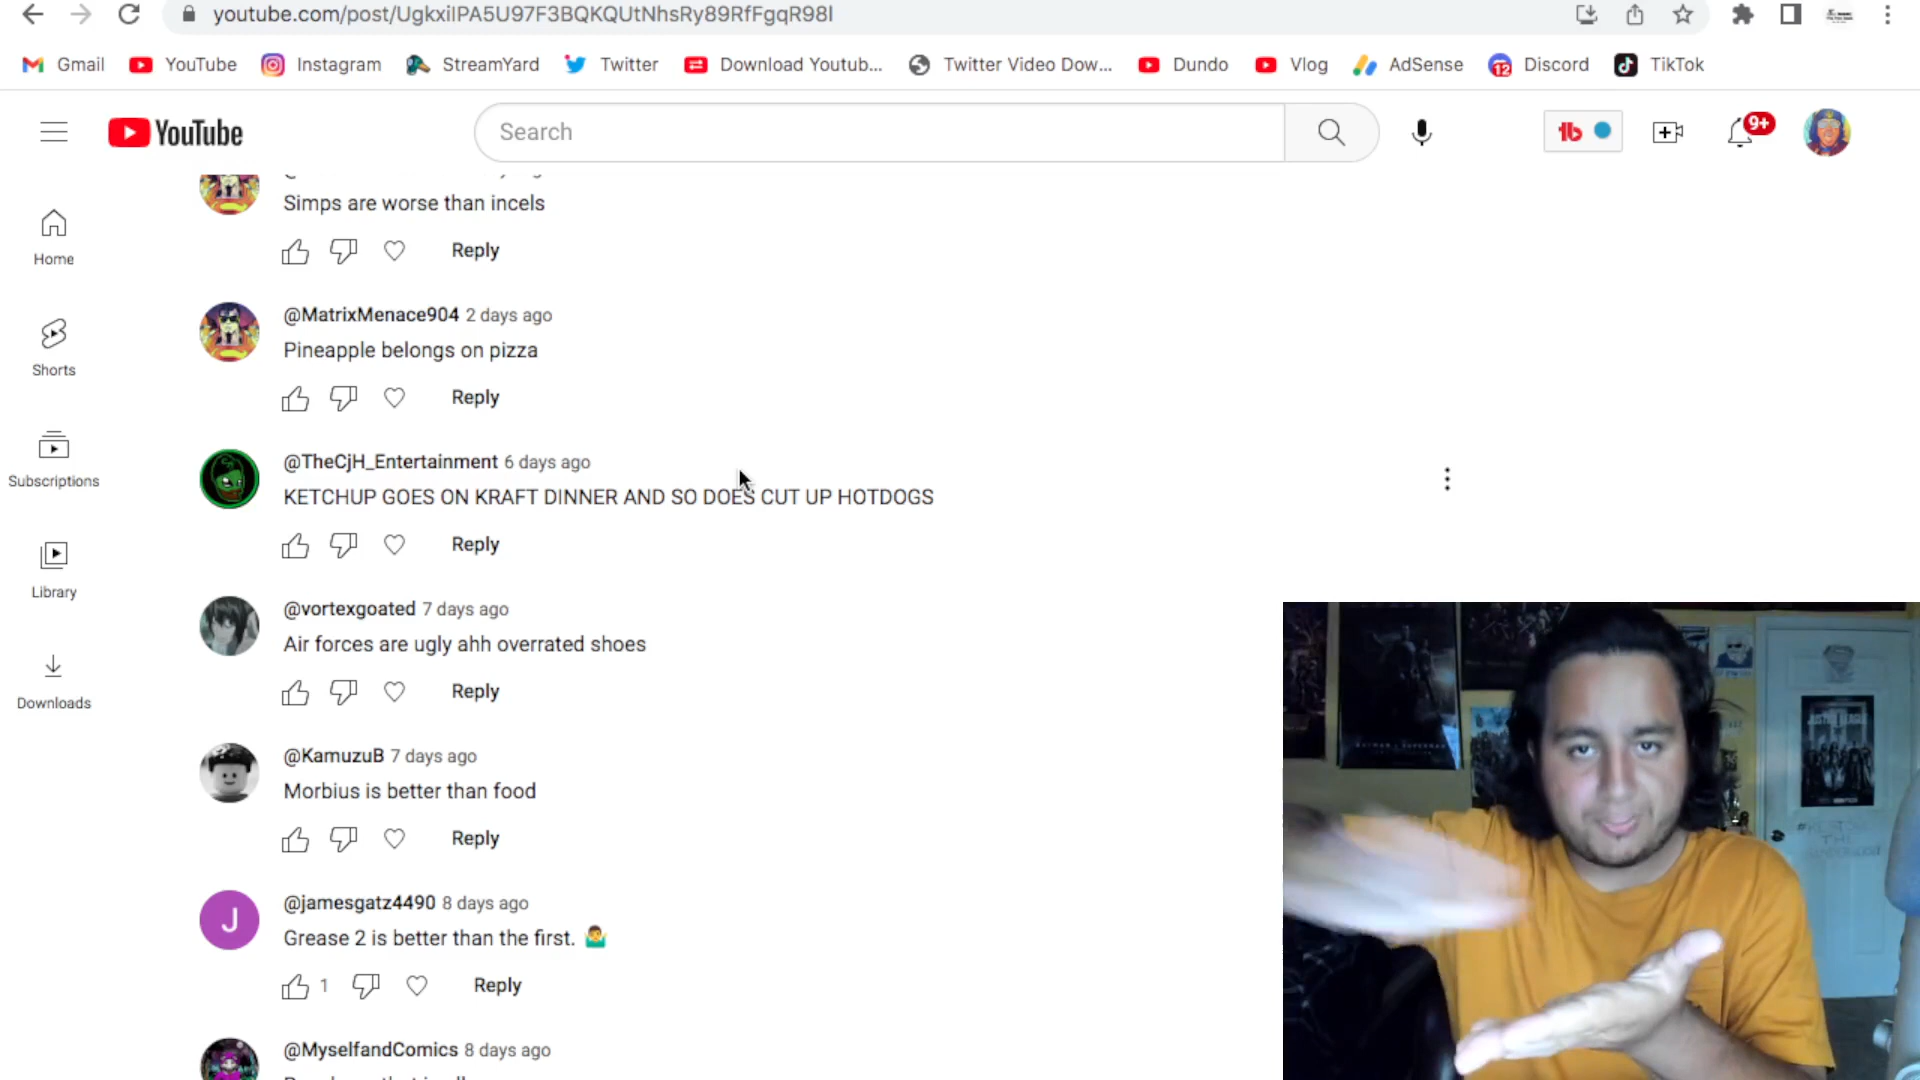 youtube.com/post/UgkxilPA5U97F3BQKQUtNhsRy89RfFgqR98I
Gmail YouTube Instagram StreamYard Twitter Download Youtub... Twitter Video Dow... Dundo Vlog AdSense 12 Discord TikTok
YouTube Search 9+
Simps are worse than incels
Reply
@MatrixMenace904 2 days ago
Pineapple belongs on pizza
Reply
@TheCjH_Entertainment 6 days ago
KETCHUP GOES ON KRAFT DINNER AND SO DOES CUT UP HOTDOGS
Reply
@vortexgoated 7 days ago
Air forces are ugly ahh overrated shoes
Reply
@KamuzuB 7 days ago
Morbius is better than food
Reply
J
@jamesgatz4490 8 days ago
Grease 2 is better than the first. 🤷‍♂️
1 Reply
@MyselfandComics 8 days ago
Home
Shorts
Subscriptions
Library
Downloads
JUSTICE LEAGUE